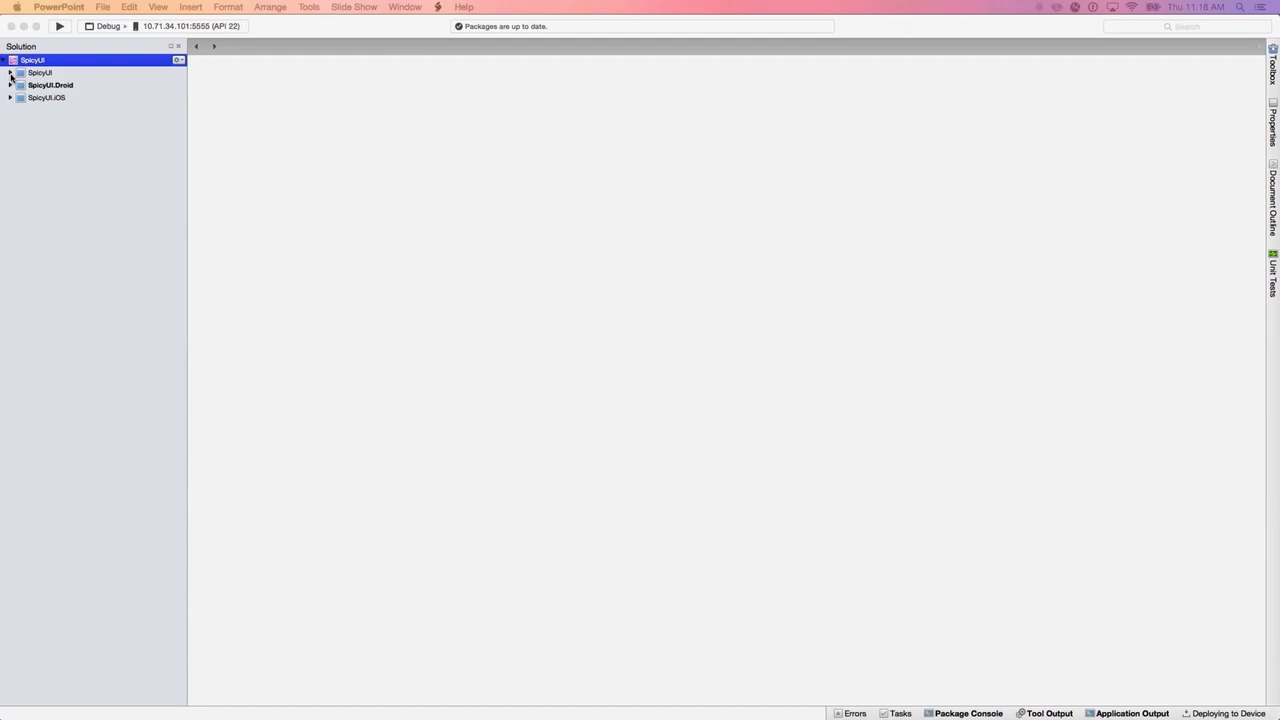 PowerPoint File Edit View Insert Format Arrange Tools Slide Show Window Help Thu 11:16 AM
Debug 10.71.34.101:5555 (API 22) Packages are up to date. Search
Solution
SpicyUI
SpicyUI
SpicyUI.Droid
SpicyUI.iOS
Toolbox
Properties
Document Outline
Unit Tests
Errors Tasks Package Console Tool Output Application Output Deploying to Device